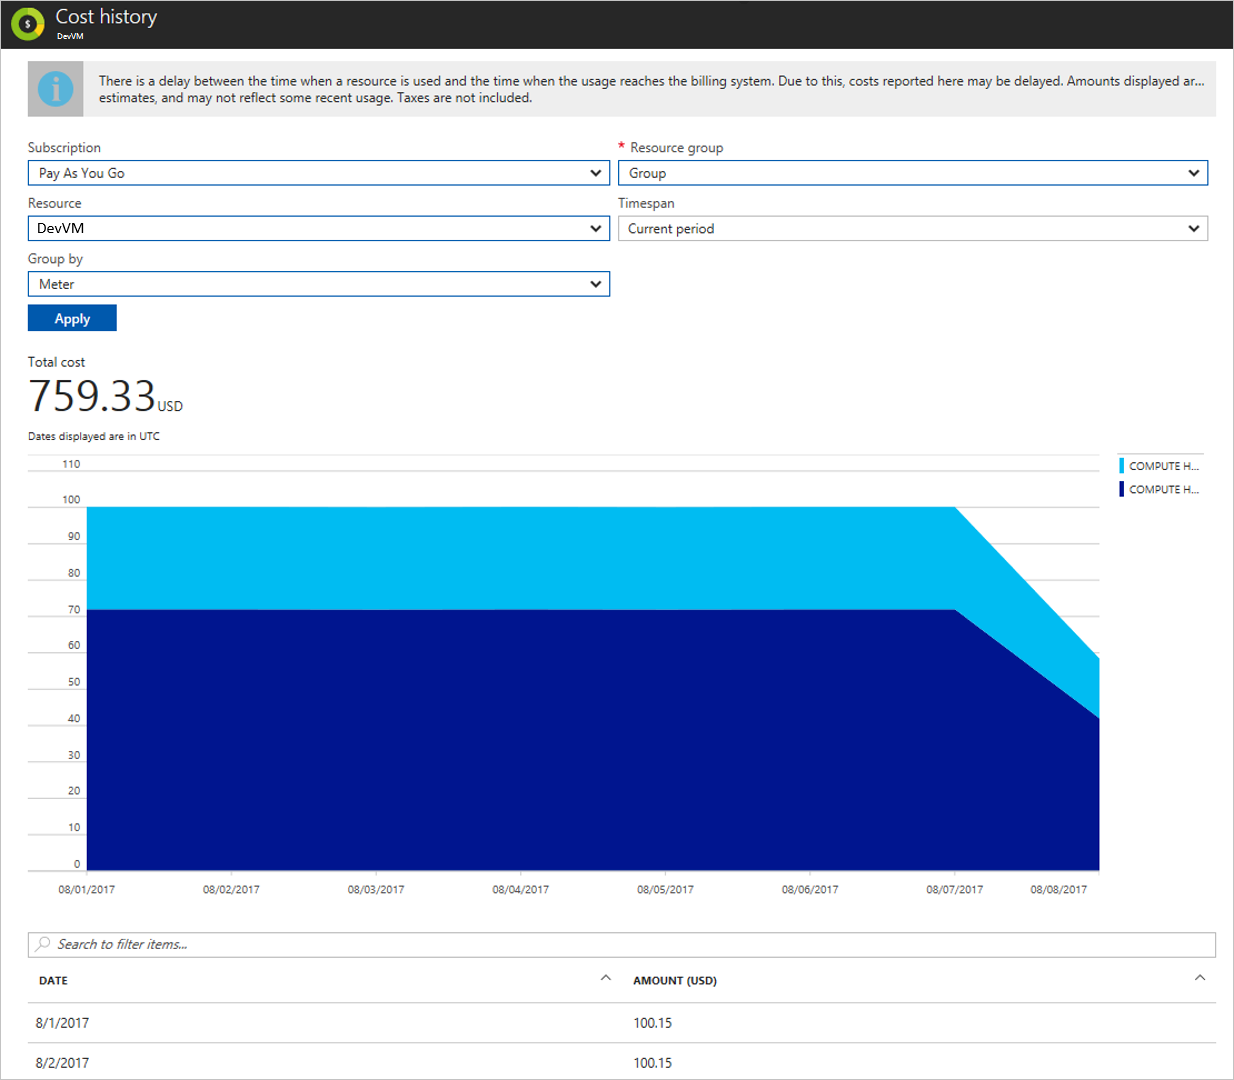 $
Cost history
DevVM
i
There is a delay between the time when a resource is used and the time when the usage reaches the billing system. Due to this, costs reported here may be delayed. Amounts displayed ar...
estimates, and may not reflect some recent usage. Taxes are not included.
Subscription
* Resource group
Pay As You Go
Group
Resource
Timespan
DevVM
Current period
Group by
Meter
Apply
Total cost
759.33 USD
Dates displayed are in UTC
110
100
90
80
70
60
50
40
30
20
10
0
COMPUTE H...
COMPUTE H...
08/01/2017 08/02/2017 08/03/2017 08/04/2017 08/05/2017 08/06/2017 08/07/2017 08/08/2017
Search to filter items...
DATE AMOUNT (USD)
8/1/2017 100.15
8/2/2017 100.15